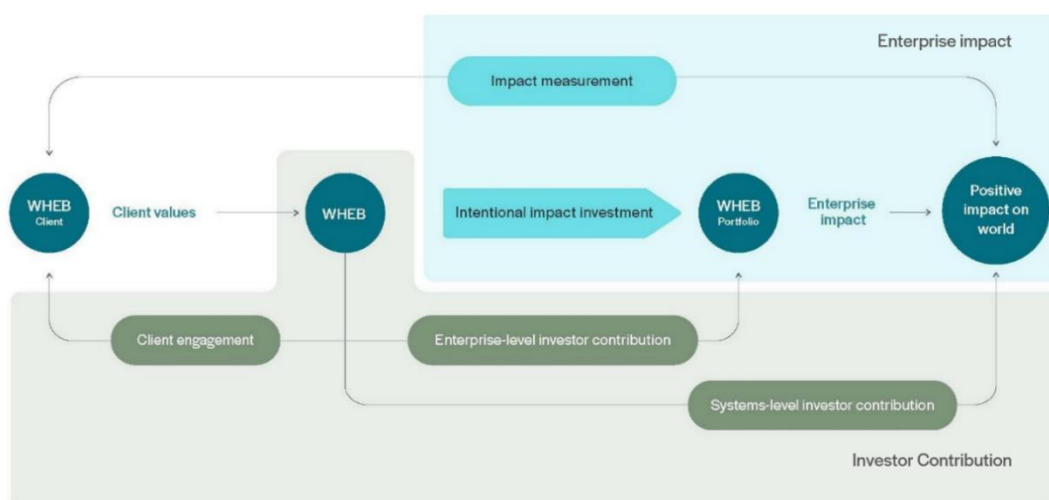 Enterprise impact
Impact measurement
WHEB
Client
Client values
WHEB
Intentional impact investment
WHEB
Portfolio
Enterprise
impact
Positive
impact on
world
Client engagement
Enterprise-level investor contribution
Systems-level investor contribution
Investor Contribution